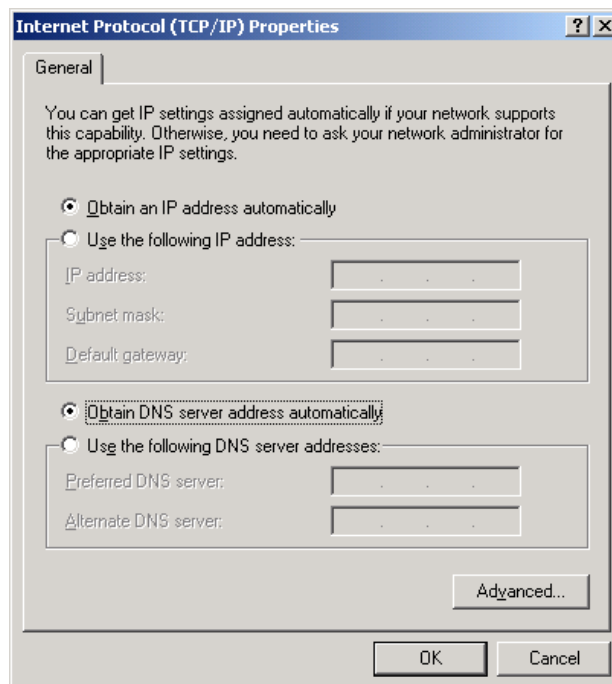 Internet Protocol (TCP/IP) Properties
General
You can get IP settings assigned automatically if your network supports
this capability. Otherwise, you need to ask your network administrator for
the appropriate IP settings.
Obtain an IP address automatically
Use the following IP address:
IP address:
Subnet mask:
Default gateway:
Obtain DNS server address automatically
Use the following DNS server addresses:
Preferred DNS server:
Alternate DNS server:
Advanced...
OK
Cancel